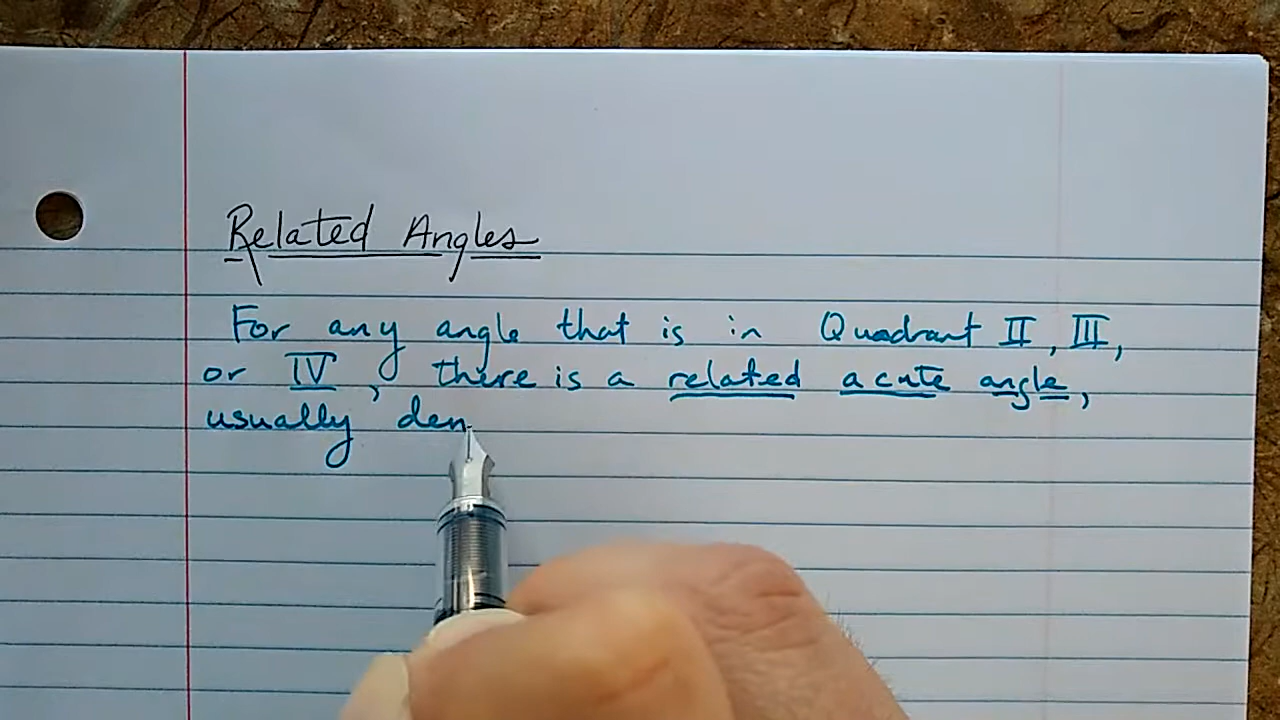 Related Angles
For any angle that is in Quadrant II, III,
or IV, there is a related acute angle,
usually den